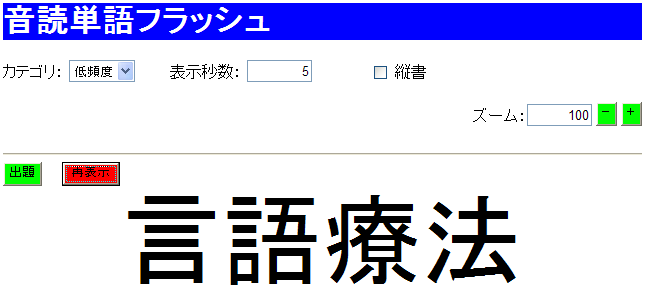 音読単語フラッシュ
カテゴリ: 低頻度 表示秒数: 5 縦書
ズーム: 100 − +
出題 再表示
言語療法